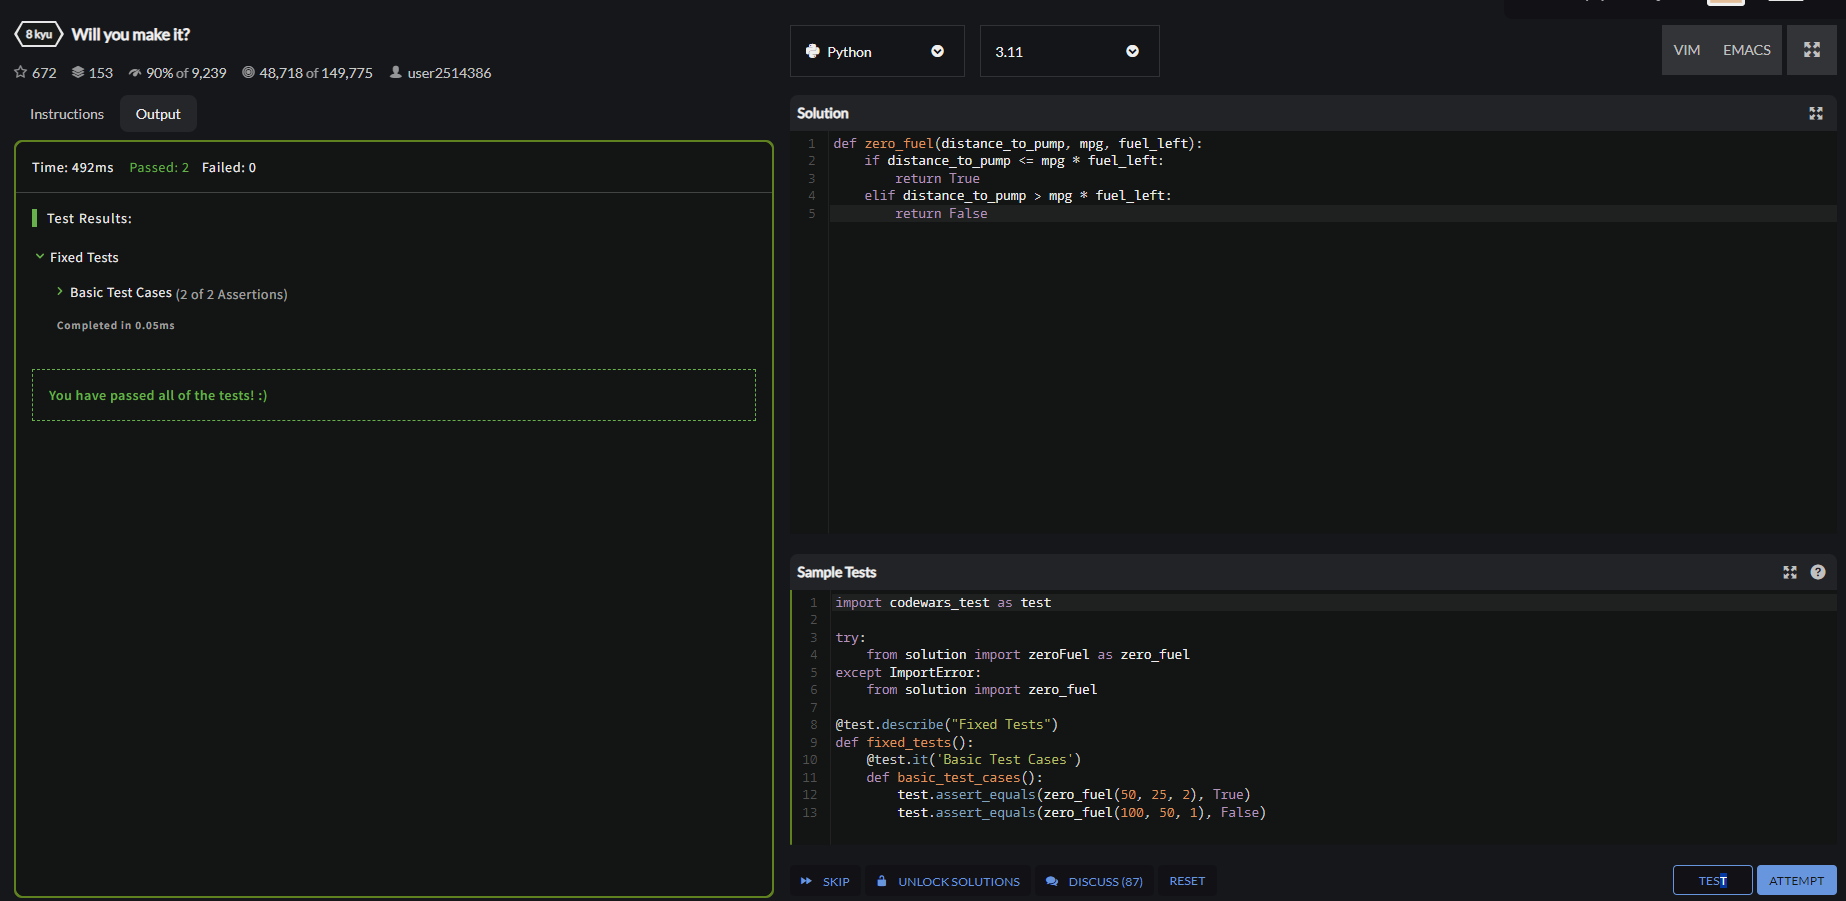 8 kyu Will you make it?
672 153 90% of 9,239 48,718 of 149,775 user2514386
Instructions Output
Time: 492ms Passed: 2 Failed: 0
Test Results:
Fixed Tests
Basic Test Cases (2 of 2 Assertions)
Completed in 0.05ms
You have passed all of the tests! :)
Python 3.11 VIM EMACS
Solution
1 def zero_fuel(distance_to_pump, mpg, fuel_left):
2 if distance_to_pump <= mpg * fuel_left:
3 return True
4 elif distance_to_pump > mpg * fuel_left:
5 return False
Sample Tests ?
1 import codewars_test as test
2
3 try:
4 from solution import zeroFuel as zero_fuel
5 except ImportError:
6 from solution import zero_fuel
7
8 @test.describe("Fixed Tests")
9 def fixed_tests():
10 @test.it('Basic Test Cases')
11 def basic_test_cases():
12 test.assert_equals(zero_fuel(50, 25, 2), True)
13 test.assert_equals(zero_fuel(100, 50, 1), False)
SKIP UNLOCK SOLUTIONS DISCUSS (87) RESET TEST ATTEMPT